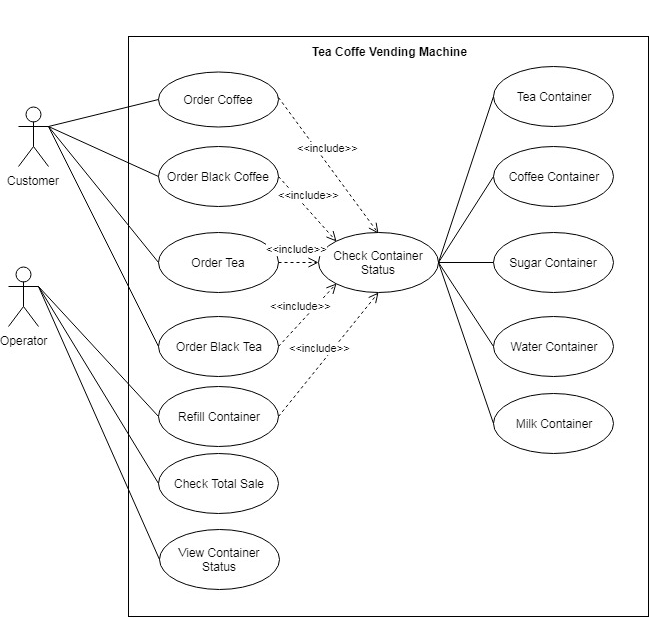 Tea Coffe Vending Machine
Customer
Operator
Order Coffee
Order Black Coffee
Order Tea
Order Black Tea
Refill Container
Check Total Sale
View Container
Status
<<include>>
<<include>>
<<include>>
<<include>>
<<include>>
Check Container
Status
Tea Container
Coffee Container
Sugar Container
Water Container
Milk Container